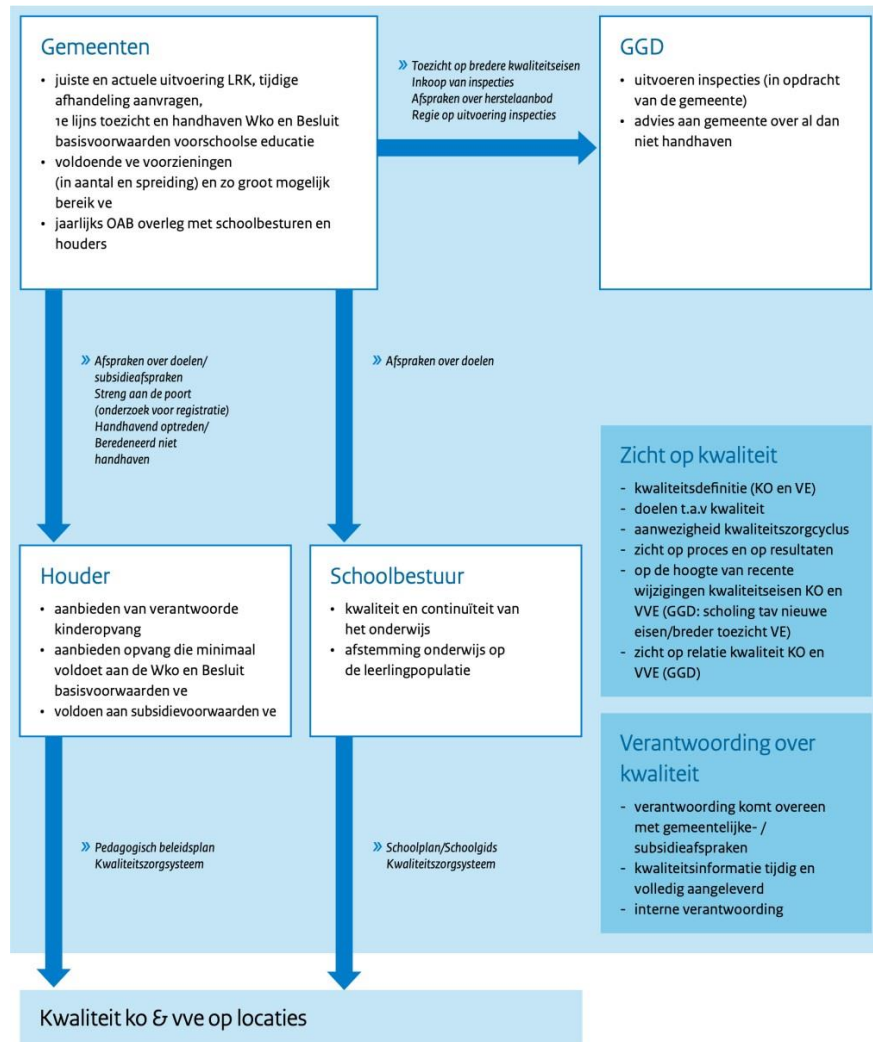 Gemeenten
• juiste en actuele uitvoering LRK, tijdige
afhandeling aanvragen,
1e lijns toezicht en handhaven Wko en Besluit
basisvoorwaarden voorschoolse educatie
• voldoende ve voorzieningen
(in aantal en spreiding) en zo groot mogelijk
bereik ve
• jaarlijks OAB overleg met schoolbesturen en
houders
» Toezicht op bredere kwaliteitseisen
Inkoop van inspecties
Afspraken over herstelaanbod
Regie op uitvoering inspecties
GGD
• uitvoeren inspecties (in opdracht
van de gemeente)
• advies aan gemeente over al dan
niet handhaven
» Afspraken over doelen/
subsidieafspraken
Streng aan de poort
(onderzoek voor registratie)
Handhavend optreden/
Beredeneerd niet
handhaven
» Afspraken over doelen
Houder
• aanbieden van verantwoorde
kinderopvang
• aanbieden opvang die minimaal
voldoet aan de Wko en Besluit
basisvoorwaarden ve
• voldoen aan subsidievoorwaarden ve
Schoolbestuur
• kwaliteit en continuïteit van
het onderwijs
• afstemming onderwijs op
de leerlingpopulatie
Zicht op kwaliteit
- kwaliteitsdefinitie (KO en VE)
- doelen t.a.v kwaliteit
- aanwezigheid kwaliteitszorgcyclus
- zicht op proces en op resultaten
- op de hoogte van recente
wijzigingen kwaliteitseisen KO en
VVE (GGD: scholing tav nieuwe
eisen/breder toezicht VE)
- zicht op relatie kwaliteit KO en
VVE (GGD)
Verantwoording over
kwaliteit
- verantwoording komt overeen
met gemeentelijke- /
subsidieafspraken
- kwaliteitsinformatie tijdig en
volledig aangeleverd
- interne verantwoording
» Pedagogisch beleidsplan
Kwaliteitszorgsysteem
» Schoolplan/Schoolgids
Kwaliteitszorgsysteem
Kwaliteit ko & vve op locaties